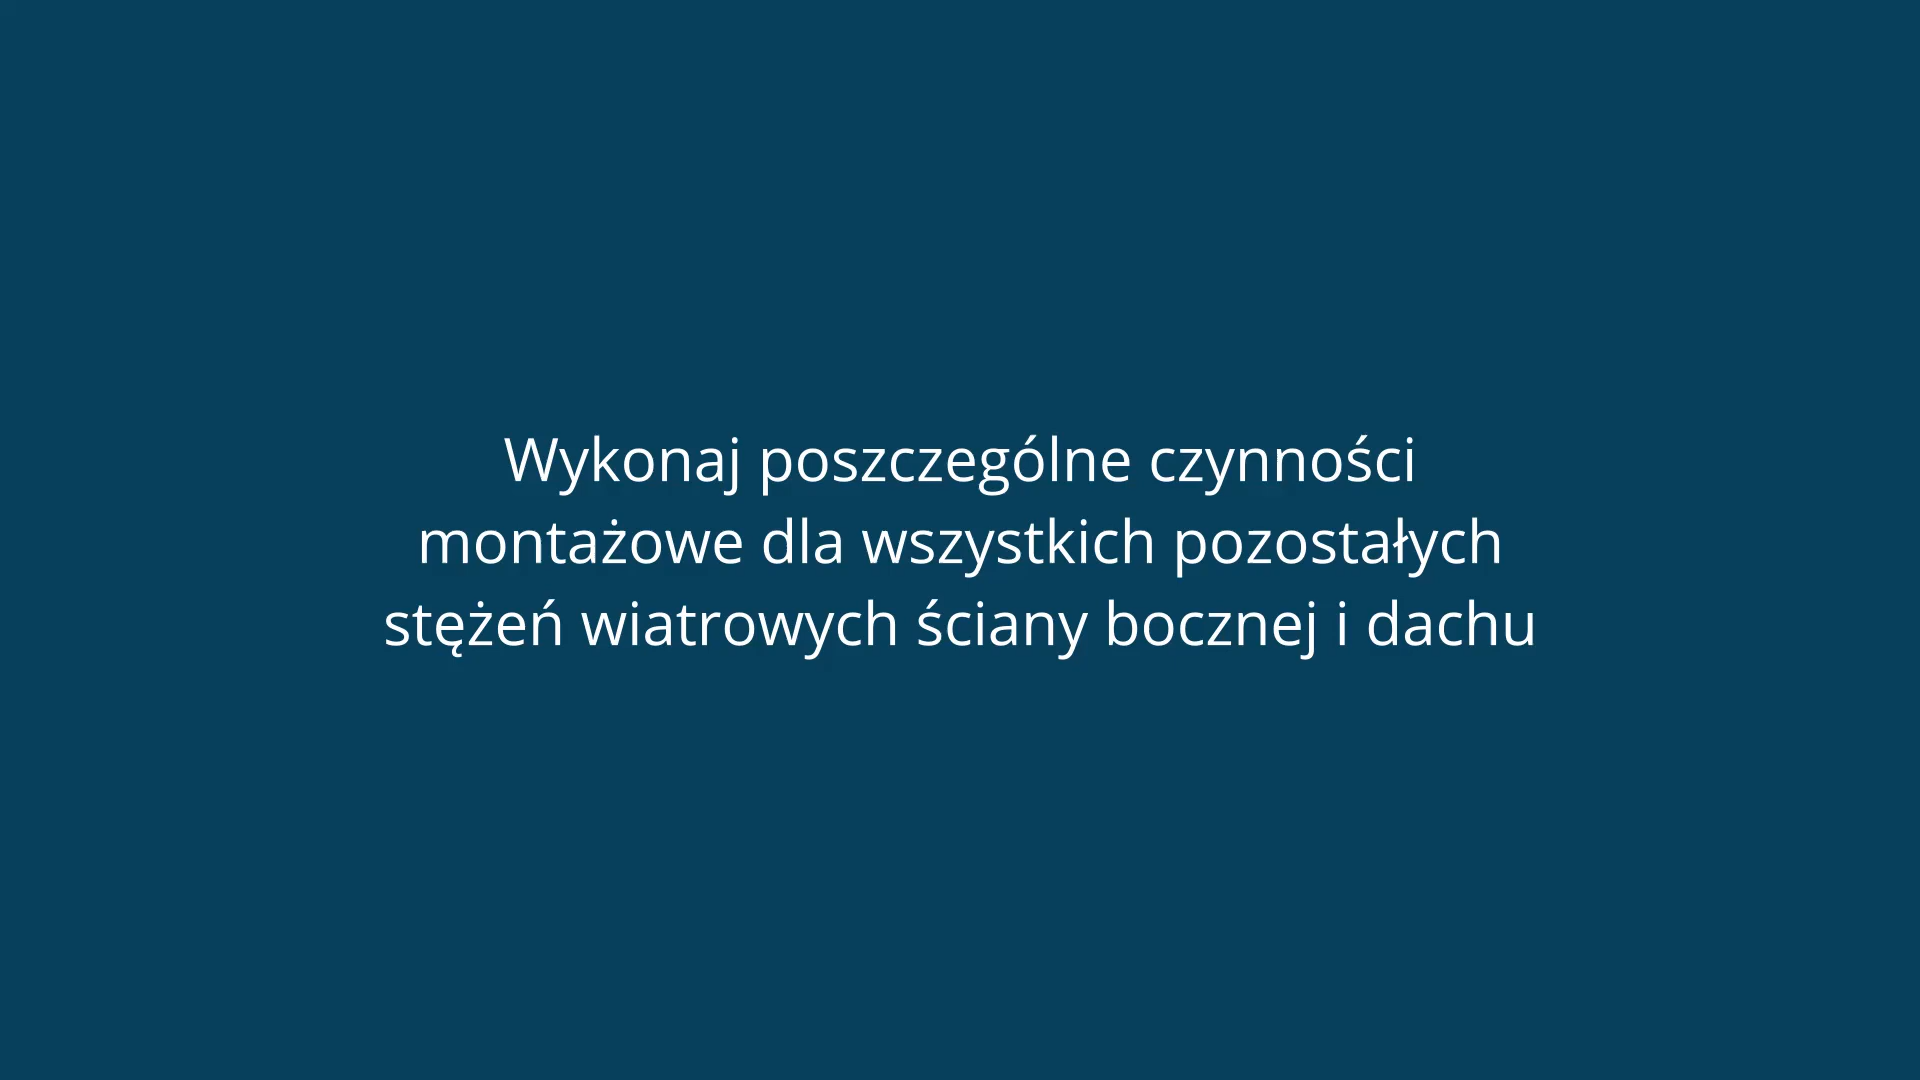 Wykonaj poszczególne czynności
montażowe dla wszystkich pozostałych
stężeń wiatrowych ściany bocznej i dachu